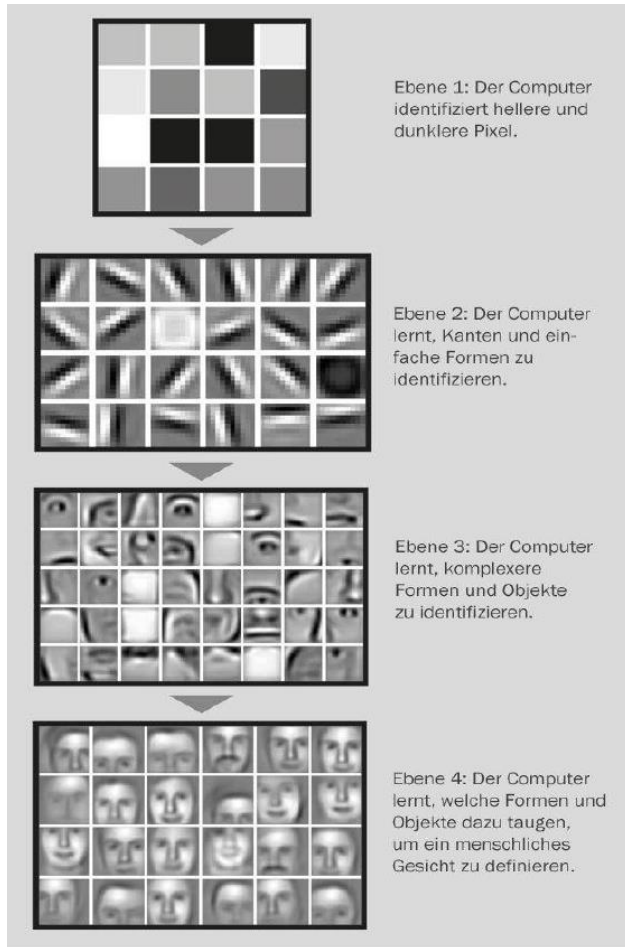 Ebene 1: Der Computer
identifiziert hellere und
dunklere Pixel.
Ebene 2: Der Computer
lernt, Kanten und ein-
fache Formen zu
identifizieren.
Ebene 3: Der Computer
lernt, komplexere
Formen und Objekte
zu identifizieren.
Ebene 4: Der Computer
lernt, welche Formen und
Objekte dazu taugen,
um ein menschliches
Gesicht zu definieren.